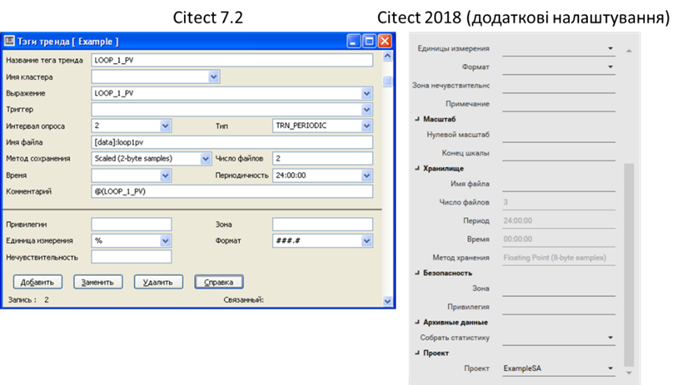 Citect 7.2
Citect 2018 (додаткові налаштування)
Тэги тренда [ Example ]
Название тега тренда LOOP_1_PV
Имя кластера
Выражение LOOP_1_PV
Триггер
Интервал опроса 2 Тип TRN_PERIODIC
Имя файла [data]:loop1pv
Метод сохранения Scaled (2-byte samples) Число файлов 2
Время Периодичность 24:00:00
Комментарий @(LOOP_1_PV)
Привилегии Зона
Единица измерения % Формат ###.#
Нечувствительность
Добавить Заменить Удалить Справка
Запись : 2 Связанный:
Единицы измерения
Формат
Зона нечувствительнс
Примечание
Масштаб
Нулевой масштаб
Конец шкалы
Хранилище
Имя файла
Число файлов 3
Период 24:00:00
Время 00:00:00
Метод хранения Floating Point (8-byte samples)
Безопасность
Зона
Привилегия
Архивные данные
Собрать статистику
Проект
Проект ExampleSA